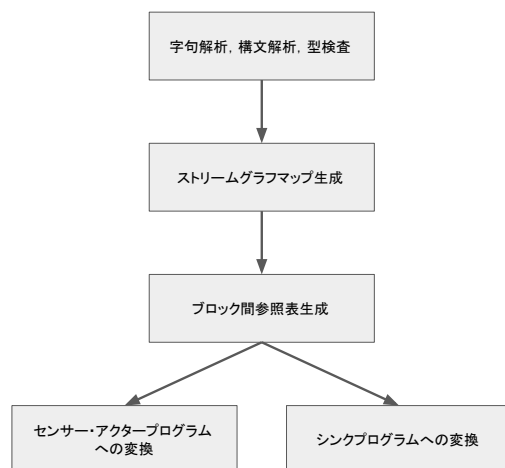 字句解析, 構文解析, 型検査
ストリームグラフマップ生成
ブロック間参照表生成
センサー・アクタープログラム
への変換
シンクプログラムへの変換